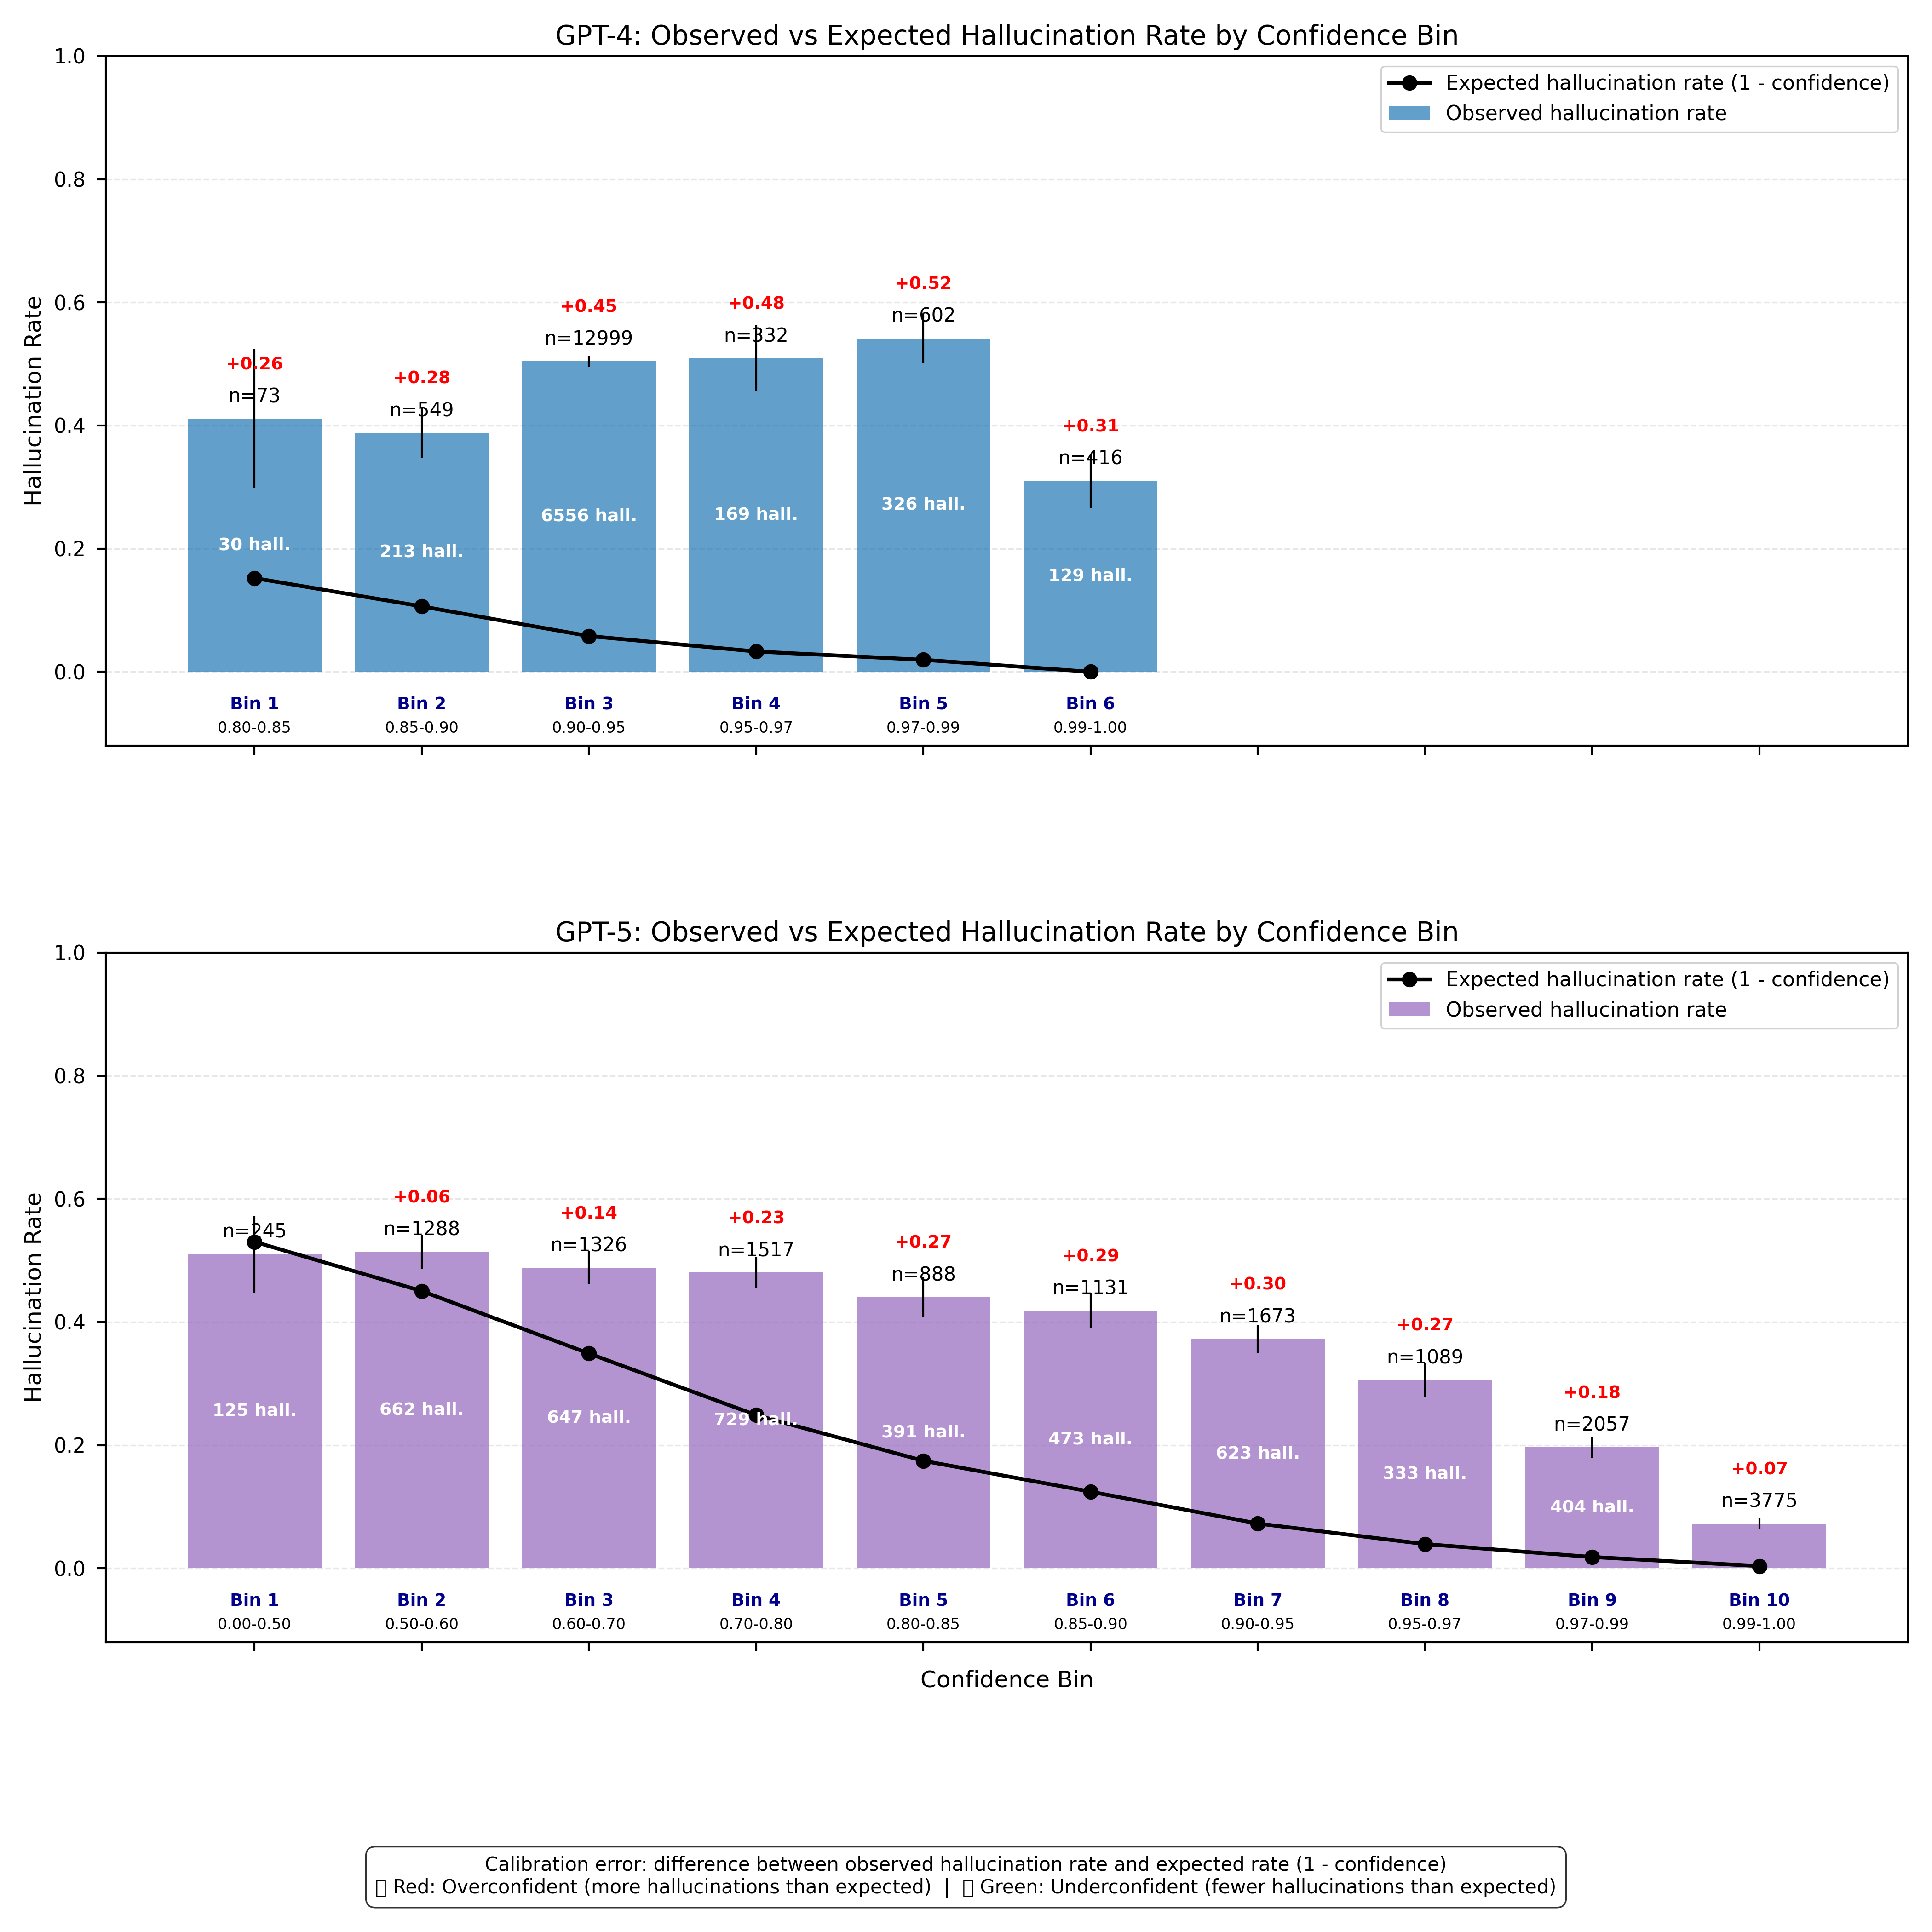 GPT-4: Observed vs Expected Hallucination Rate by Confidence Bin
Expected hallucination rate (1 - confidence)
Observed hallucination rate
Hallucination Rate
1.0
0.8
0.6
0.4
0.2
0.0
+0.26
n=73
30 hall.
+0.28
n=549
213 hall.
+0.45
n=12999
6556 hall.
+0.48
n=332
169 hall.
+0.52
n=602
326 hall.
+0.31
n=416
129 hall.
Bin 1 Bin 2 Bin 3 Bin 4 Bin 5 Bin 6
0.80-0.85 0.85-0.90 0.90-0.95 0.95-0.97 0.97-0.99 0.99-1.00
GPT-5: Observed vs Expected Hallucination Rate by Confidence Bin
Expected hallucination rate (1 - confidence)
Observed hallucination rate
Hallucination Rate
1.0
0.8
0.6
0.4
0.2
0.0
n=245
125 hall.
+0.06
n=1288
662 hall.
+0.14
n=1326
647 hall.
+0.23
n=1517
729 hall.
+0.27
n=888
391 hall.
+0.29
n=1131
473 hall.
+0.30
n=1673
623 hall.
+0.27
n=1089
333 hall.
+0.18
n=2057
404 hall.
+0.07
n=3775
Bin 1 Bin 2 Bin 3 Bin 4 Bin 5 Bin 6 Bin 7 Bin 8 Bin 9 Bin 10
0.00-0.50 0.50-0.60 0.60-0.70 0.70-0.80 0.80-0.85 0.85-0.90 0.90-0.95 0.95-0.97 0.97-0.99 0.99-1.00
Confidence Bin
Calibration error: difference between observed hallucination rate and expected rate (1 - confidence)
Red: Overconfident (more hallucinations than expected) | Green: Underconfident (fewer hallucinations than expected)